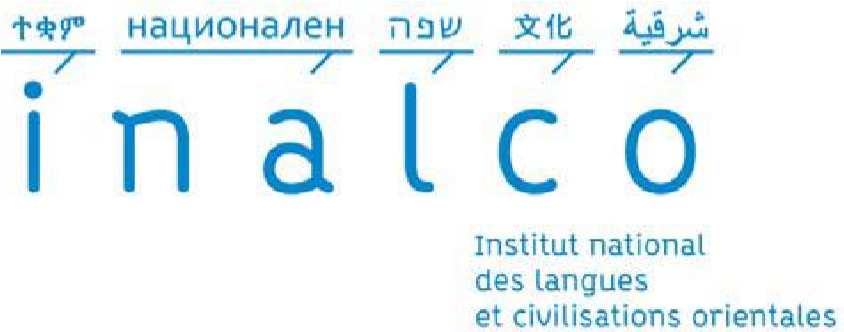 ተቋም национален שפה 文化 شرقية
inalco
Institut national
des langues
et civilisations orientales